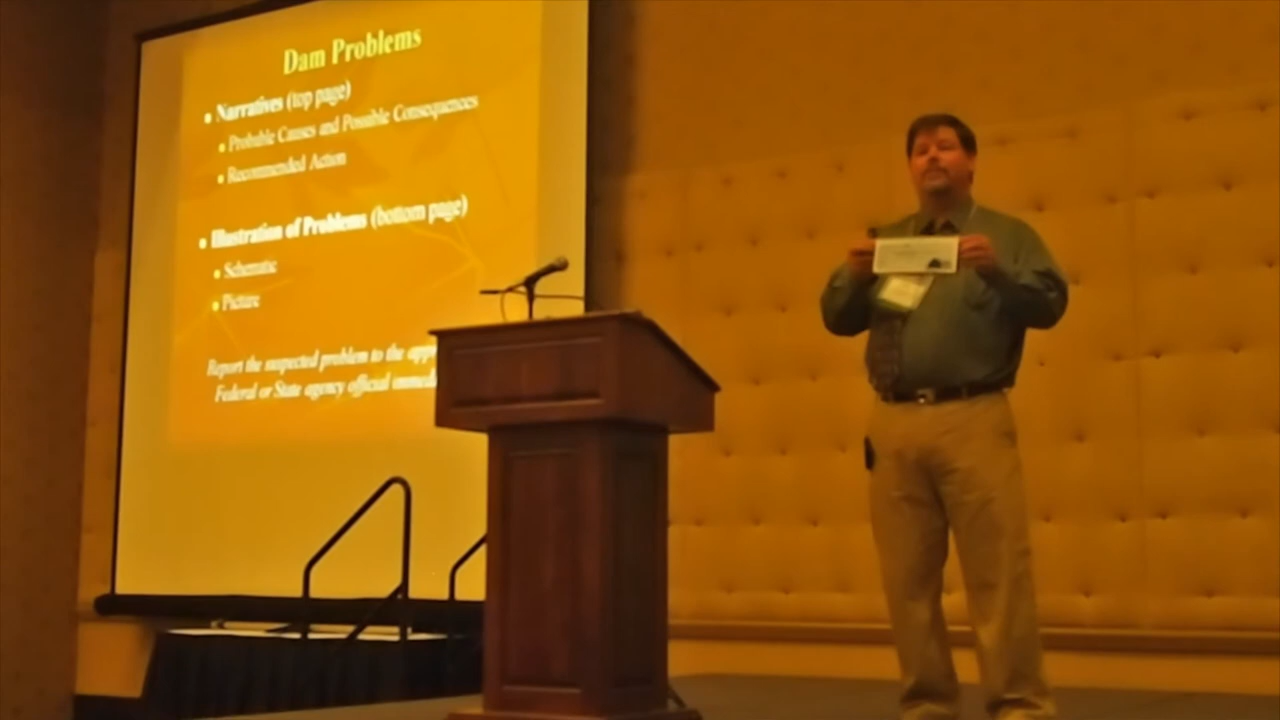 Dam Problems
• Narratives (top page)
• Probable Causes and Possible Consequences
• Recommended Action
• Illustration of Problems (bottom page)
• Schematic
• Picture
Report the suspected problem to the
Federal or State agency official